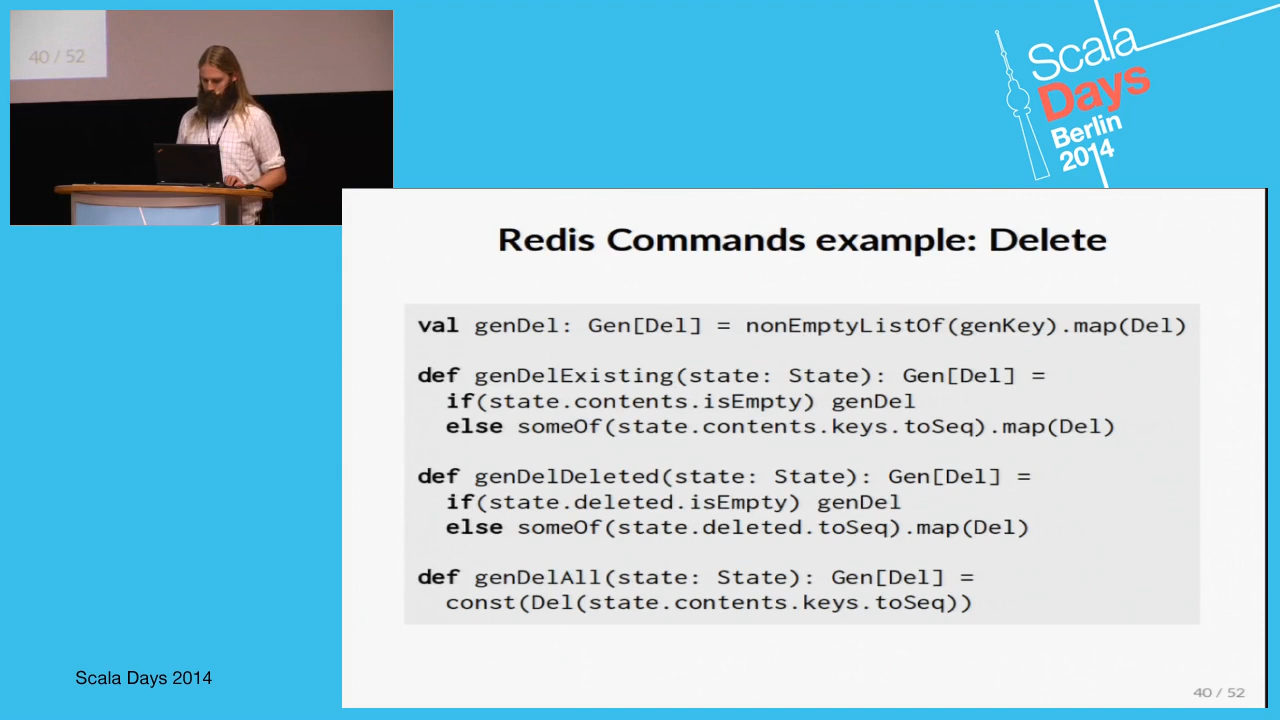 40 / 52
Scala
Days
Berlin
2014
Redis Commands example: Delete
val genDel: Gen[Del] = nonEmptyListOf(genKey).map(Del)
def genDelExisting(state: State): Gen[Del] =
if(state.contents.isEmpty) genDel
else someOf(state.contents.keys.toSeq).map(Del)
def genDelDeleted(state: State): Gen[Del] =
if(state.deleted.isEmpty) genDel
else someOf(state.deleted.toSeq).map(Del)
def genDelAll(state: State): Gen[Del] =
const(Del(state.contents.keys.toSeq))
Scala Days 2014
40 / 52